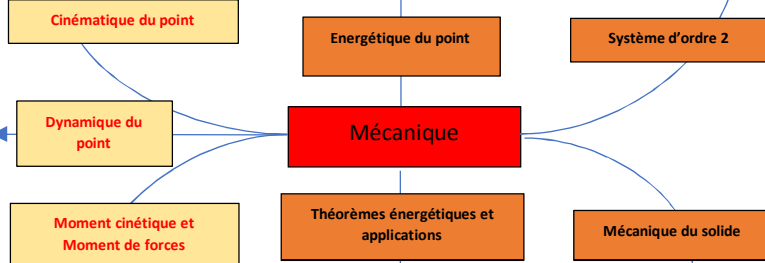 Cinématique du point
Energétique du point
Système d'ordre 2
Dynamique du
point
Mécanique
Moment cinétique et
Moment de forces
Théorèmes énergétiques et
applications
Mécanique du solide